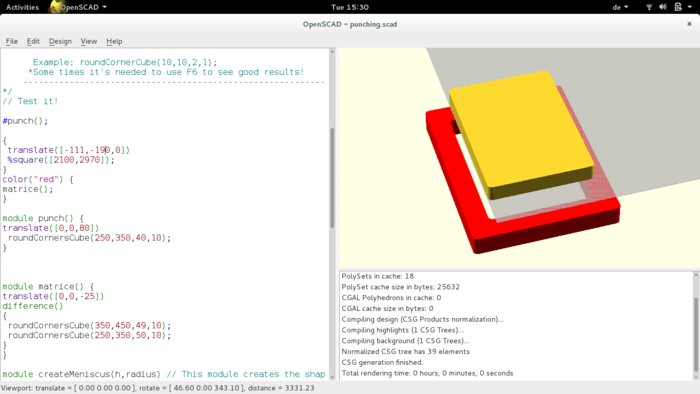 Activities OpenSCAD Tue 15:30 de
OpenSCAD – punching.scad ×
File Edit Design View Help
Example: roundCornerCube(10,10,2,1);
*Some times it's needed to use F6 to see good results!
------------------------------------------------------
*/
// Test it!
#punch();
{
translate([-111,-190,0])
%square([2100,2970]);
}
color("red") {
matrice();
}
module punch() {
translate([0,0,80])
roundCornersCube(250,350,40,10);
}
module matrice() {
translate([0,0,-25])
difference()
{
roundCornersCube(350,450,49,10);
roundCornersCube(250,350,50,10);
}
}
module createMeniscus(h,radius) // This module creates the shap
PolySets in cache: 18
PolySet cache size in bytes: 25632
CGAL Polyhedrons in cache: 0
CGAL cache size in bytes: 0
Compiling design (CSG Products normalization)...
Compiling highlights (1 CSG Trees)...
Compiling background (1 CSG Trees)...
Normalized CSG tree has 39 elements
CSG generation finished.
Total rendering time: 0 hours, 0 minutes, 0 seconds
Viewport: translate = [ 0.00 0.00 0.00 ], rotate = [ 46.60 0.00 343.10 ], distance = 3331.23